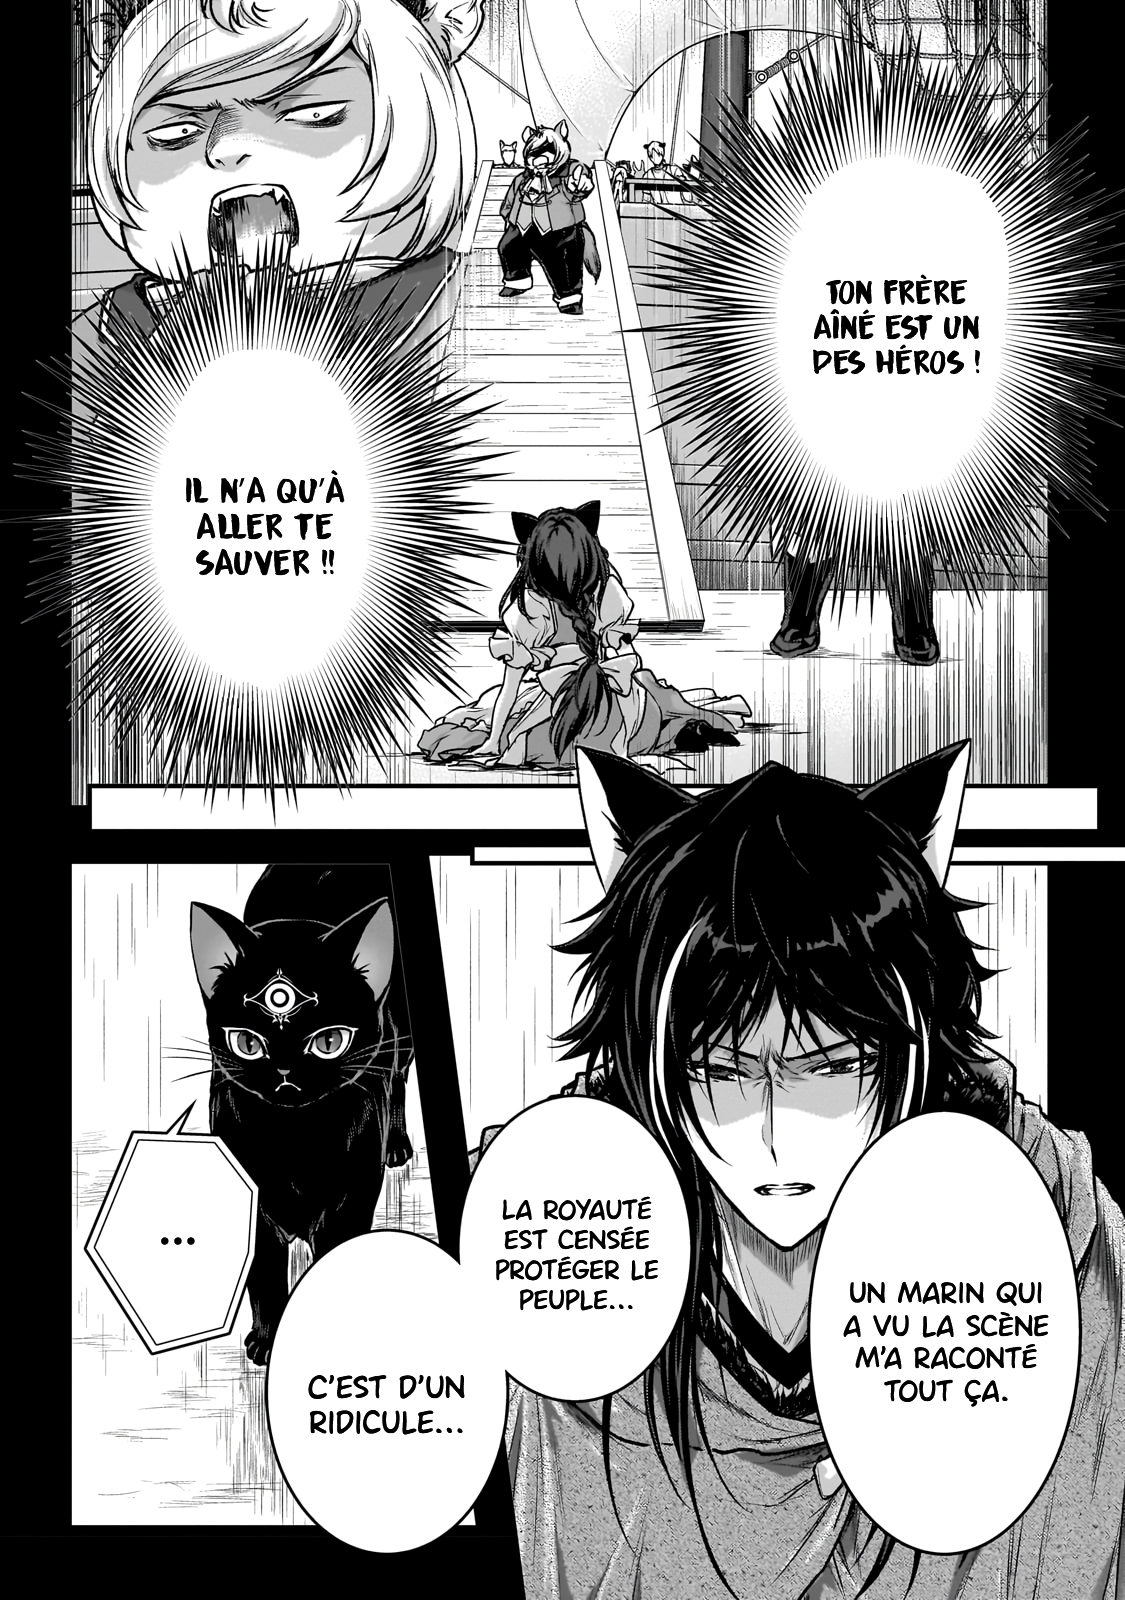 TON FRÈRE
AÎNÉ EST UN
DES HÉROS !
IL N'A QU'À
ALLER TE
SAUVER !!
UN MARIN QUI
A VU LA SCÈNE
M'A RACONTÉ
TOUT ÇA.
LA ROYAUTÉ
EST CENSÉE
PROTÉGER LE
PEUPLE...
C'EST D'UN
RIDICULE...
...